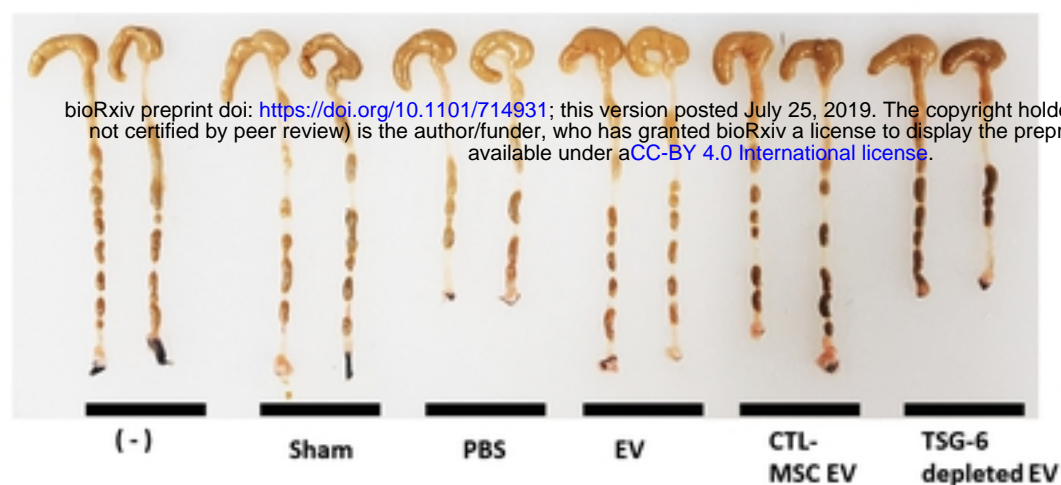 bioRxiv preprint doi: https://doi.org/10.1101/714931; this version posted July 25, 2019. The copyright holde
not certified by peer review) is the author/funder, who has granted bioRxiv a license to display the prepr
available under aCC-BY 4.0 International license.
(-)
Sham
PBS
EV
CTL-
MSC EV
TSG-6
depleted EV